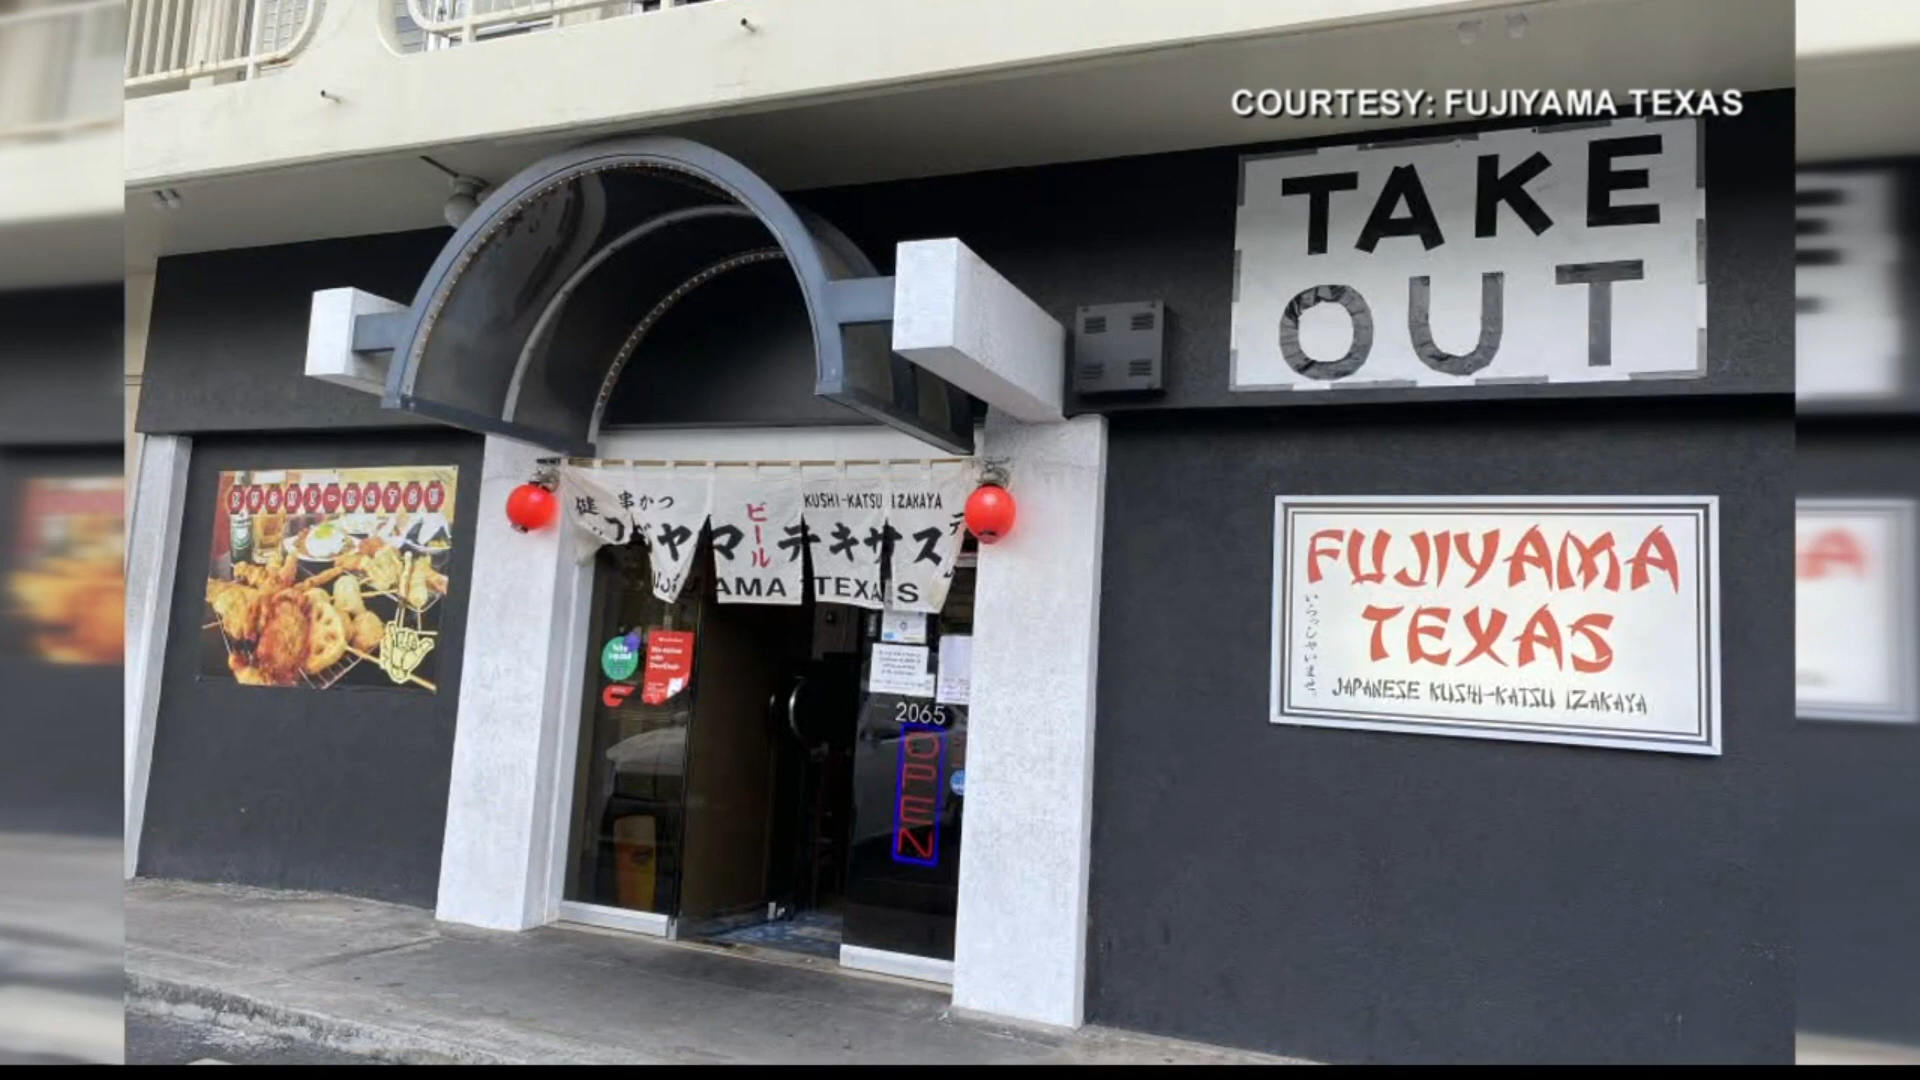 COURTESY: FUJIYAMA TEXAS
TAKE
OUT
串かつ
ビール
KUSHI-KATSU IZAKAYA
ヤマ テキサス
TEXAS
FUJIYAMA
TEXAS
いらっしゃいませ。
JAPANESE KUSHI-KATSU IZAKAYA
2065
OPEN